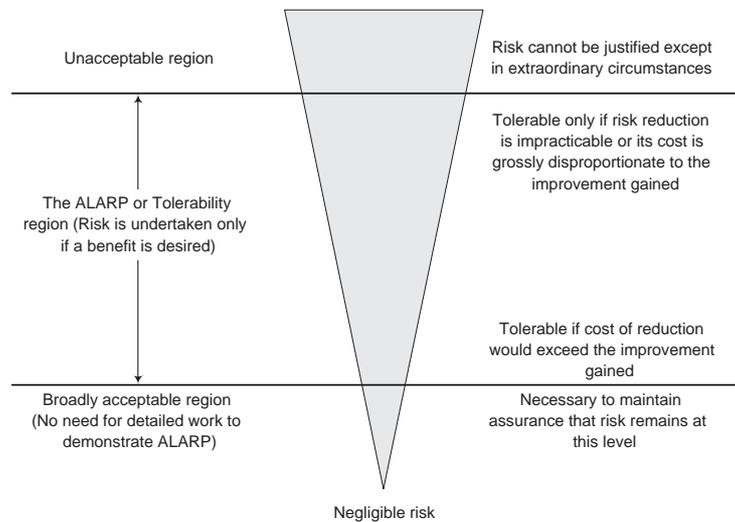 Unacceptable region
Risk cannot be justified except
in extraordinary circumstances
Tolerable only if risk reduction
is impracticable or its cost is
grossly disproportionate to the
improvement gained
The ALARP or Tolerability
region (Risk is undertaken only
if a benefit is desired)
Tolerable if cost of reduction
would exceed the improvement
gained
Broadly acceptable region
(No need for detailed work to
demonstrate ALARP)
Necessary to maintain
assurance that risk remains at
this level
Negligible risk